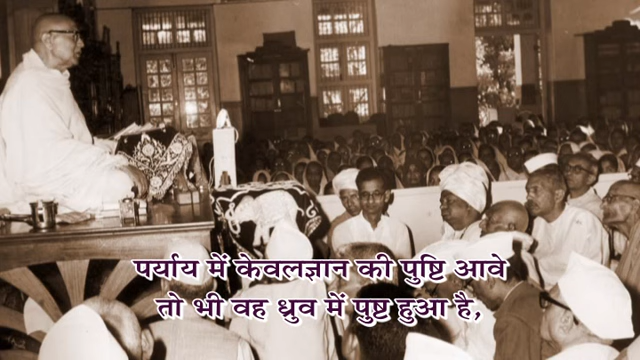 पर्याय में केवलज्ञान की पुष्टि आवे
तो भी वह ध्रुव में पुष्ट हुआ है,